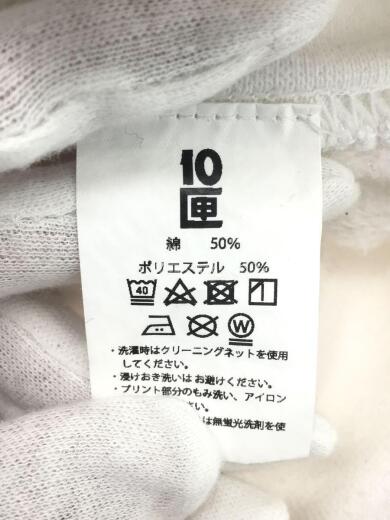 10
匣
綿 50%
ポリエステル 50%
40
W
・洗濯時はクリーニングネットを使用
してください。
・浸けおき洗いは お避けください。
・プリント部分のもみ洗い、アイロン
は無蛍光洗剤を使